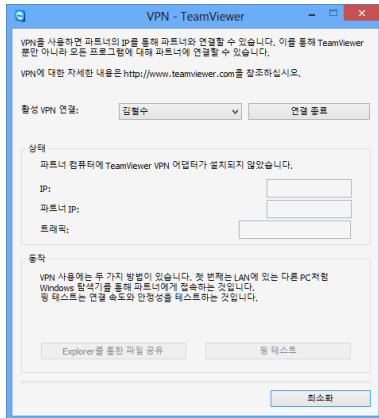 VPN - TeamViewer
VPN을 사용하면 파트너의 IP를 통해 파트너와 연결할 수 있습니다. 이를 통해 TeamViewer
뿐만 아니라 모든 프로그램에 대해 파트너에 연결할 수 있습니다.
VPN에 대한 자세한 내용은 http://www.teamviewer.com을 참조하십시오.
활성 VPN 연결: 김철수 연결 종료
상태
파트너 컴퓨터에 TeamViewer VPN 어댑터가 설치되지 않았습니다.
IP:
파트너 IP:
트래픽:
동작
VPN 사용에는 두 가지 방법이 있습니다. 첫 번째는 LAN에 있는 다른 PC처럼
Windows 탐색기를 통해 파트너에게 접속하는 것입니다.
핑 테스트는 연결 속도와 안정성을 테스트하는 것입니다.
Explorer를 통한 파일 공유 핑 테스트
최소화